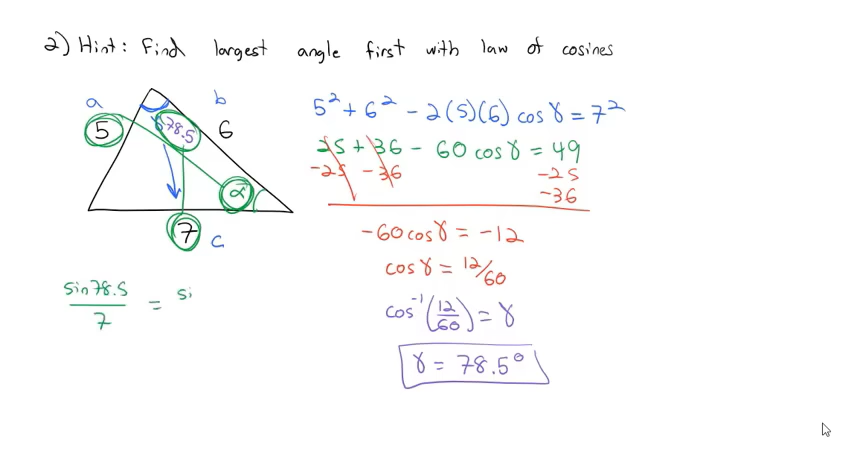 2) Hint: Find largest angle first with law of cosines
a
b
5
78.5
6
α
7
c
5² + 6² - 2(5)(6) cos γ = 7²
25 + 36 - 60 cos γ = 49
-25 -36 -25
-36
-60 cos γ = -12
cos γ = 12/60
cos⁻¹(12/60) = γ
γ = 78.5°
sin 78.5 / 7 = si